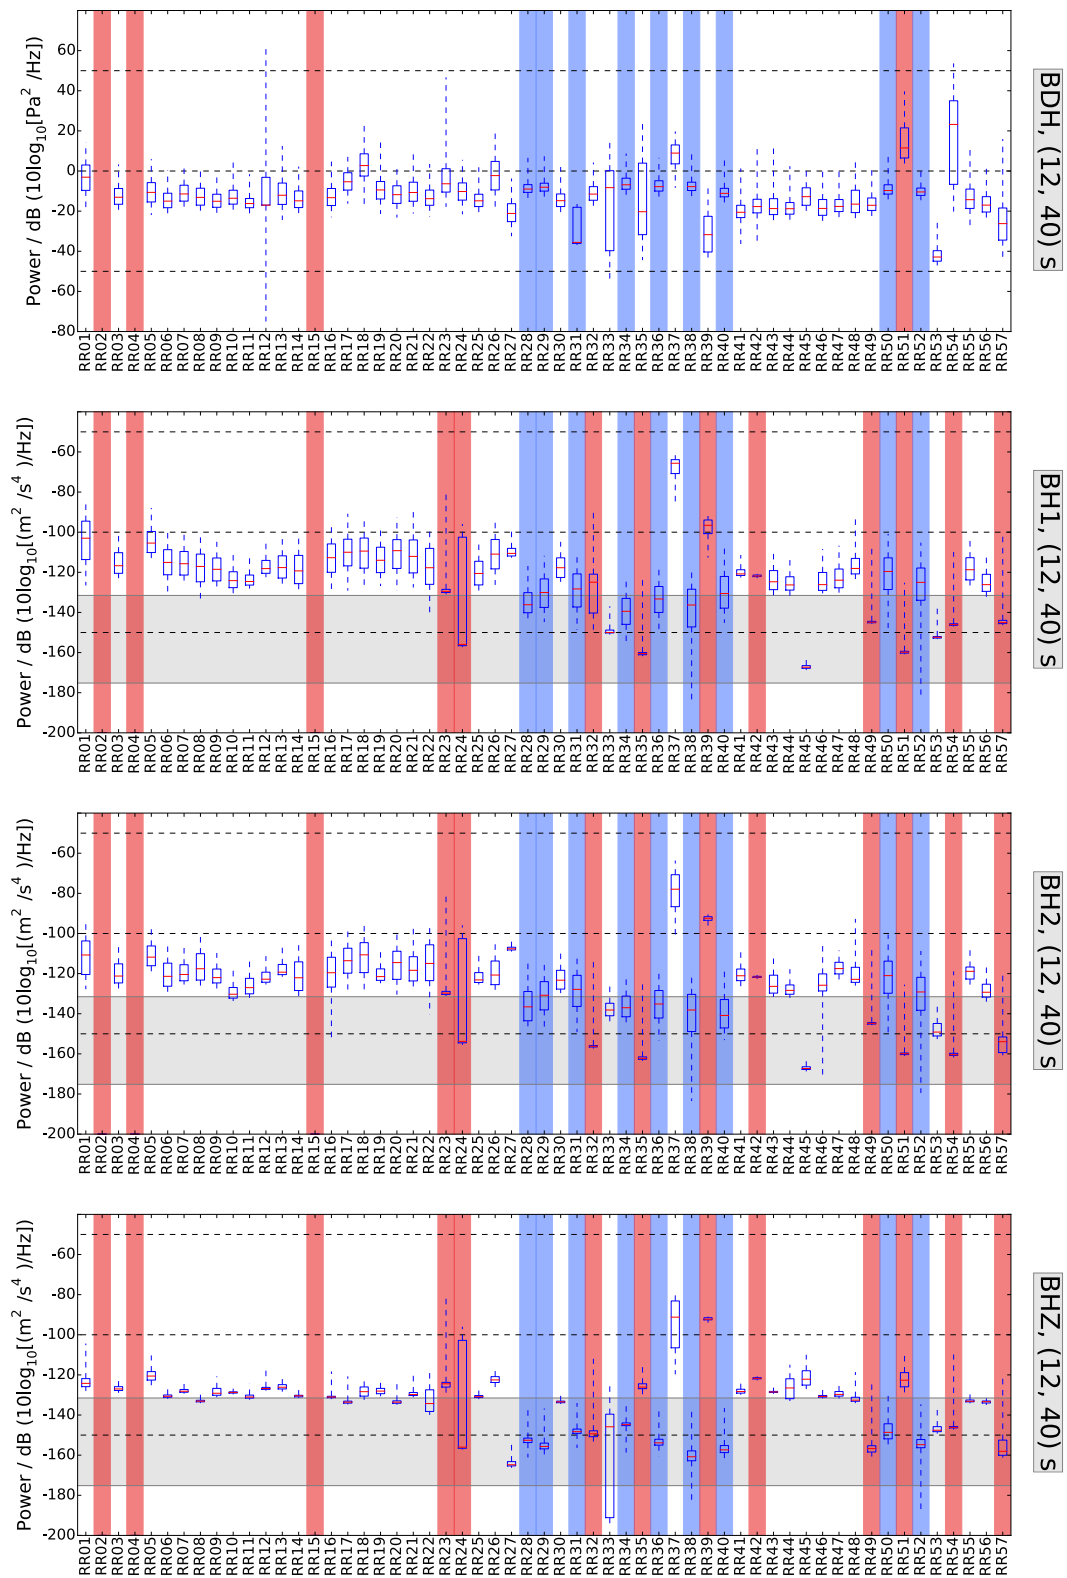 Power / dB (10log10[Pa2 /Hz])
60
40
20
0
-20
-40
-60
-80
RR01 RR02 RR03 RR04 RR05 RR06 RR07 RR08 RR09 RR10 RR11 RR12 RR13 RR14 RR15 RR16 RR17 RR18 RR19 RR20 RR21 RR22 RR23 RR24 RR25 RR26 RR27 RR28 RR29 RR30 RR31 RR32 RR33 RR34 RR35 RR36 RR37 RR38 RR39 RR40 RR41 RR42 RR43 RR44 RR45 RR46 RR47 RR48 RR49 RR50 RR51 RR52 RR53 RR54 RR55 RR56 RR57
BDH, (12, 40) s
Power / dB (10log10[(m2 /s4 )/Hz])
-60
-80
-100
-120
-140
-160
-180
-200
RR01 RR02 RR03 RR04 RR05 RR06 RR07 RR08 RR09 RR10 RR11 RR12 RR13 RR14 RR15 RR16 RR17 RR18 RR19 RR20 RR21 RR22 RR23 RR24 RR25 RR26 RR27 RR28 RR29 RR30 RR31 RR32 RR33 RR34 RR35 RR36 RR37 RR38 RR39 RR40 RR41 RR42 RR43 RR44 RR45 RR46 RR47 RR48 RR49 RR50 RR51 RR52 RR53 RR54 RR55 RR56 RR57
BH1, (12, 40) s
Power / dB (10log10[(m2 /s4 )/Hz])
-60
-80
-100
-120
-140
-160
-180
-200
RR01 RR02 RR03 RR04 RR05 RR06 RR07 RR08 RR09 RR10 RR11 RR12 RR13 RR14 RR15 RR16 RR17 RR18 RR19 RR20 RR21 RR22 RR23 RR24 RR25 RR26 RR27 RR28 RR29 RR30 RR31 RR32 RR33 RR34 RR35 RR36 RR37 RR38 RR39 RR40 RR41 RR42 RR43 RR44 RR45 RR46 RR47 RR48 RR49 RR50 RR51 RR52 RR53 RR54 RR55 RR56 RR57
BH2, (12, 40) s
Power / dB (10log10[(m2 /s4 )/Hz])
-60
-80
-100
-120
-140
-160
-180
-200
RR01 RR02 RR03 RR04 RR05 RR06 RR07 RR08 RR09 RR10 RR11 RR12 RR13 RR14 RR15 RR16 RR17 RR18 RR19 RR20 RR21 RR22 RR23 RR24 RR25 RR26 RR27 RR28 RR29 RR30 RR31 RR32 RR33 RR34 RR35 RR36 RR37 RR38 RR39 RR40 RR41 RR42 RR43 RR44 RR45 RR46 RR47 RR48 RR49 RR50 RR51 RR52 RR53 RR54 RR55 RR56 RR57
BHZ, (12, 40) s